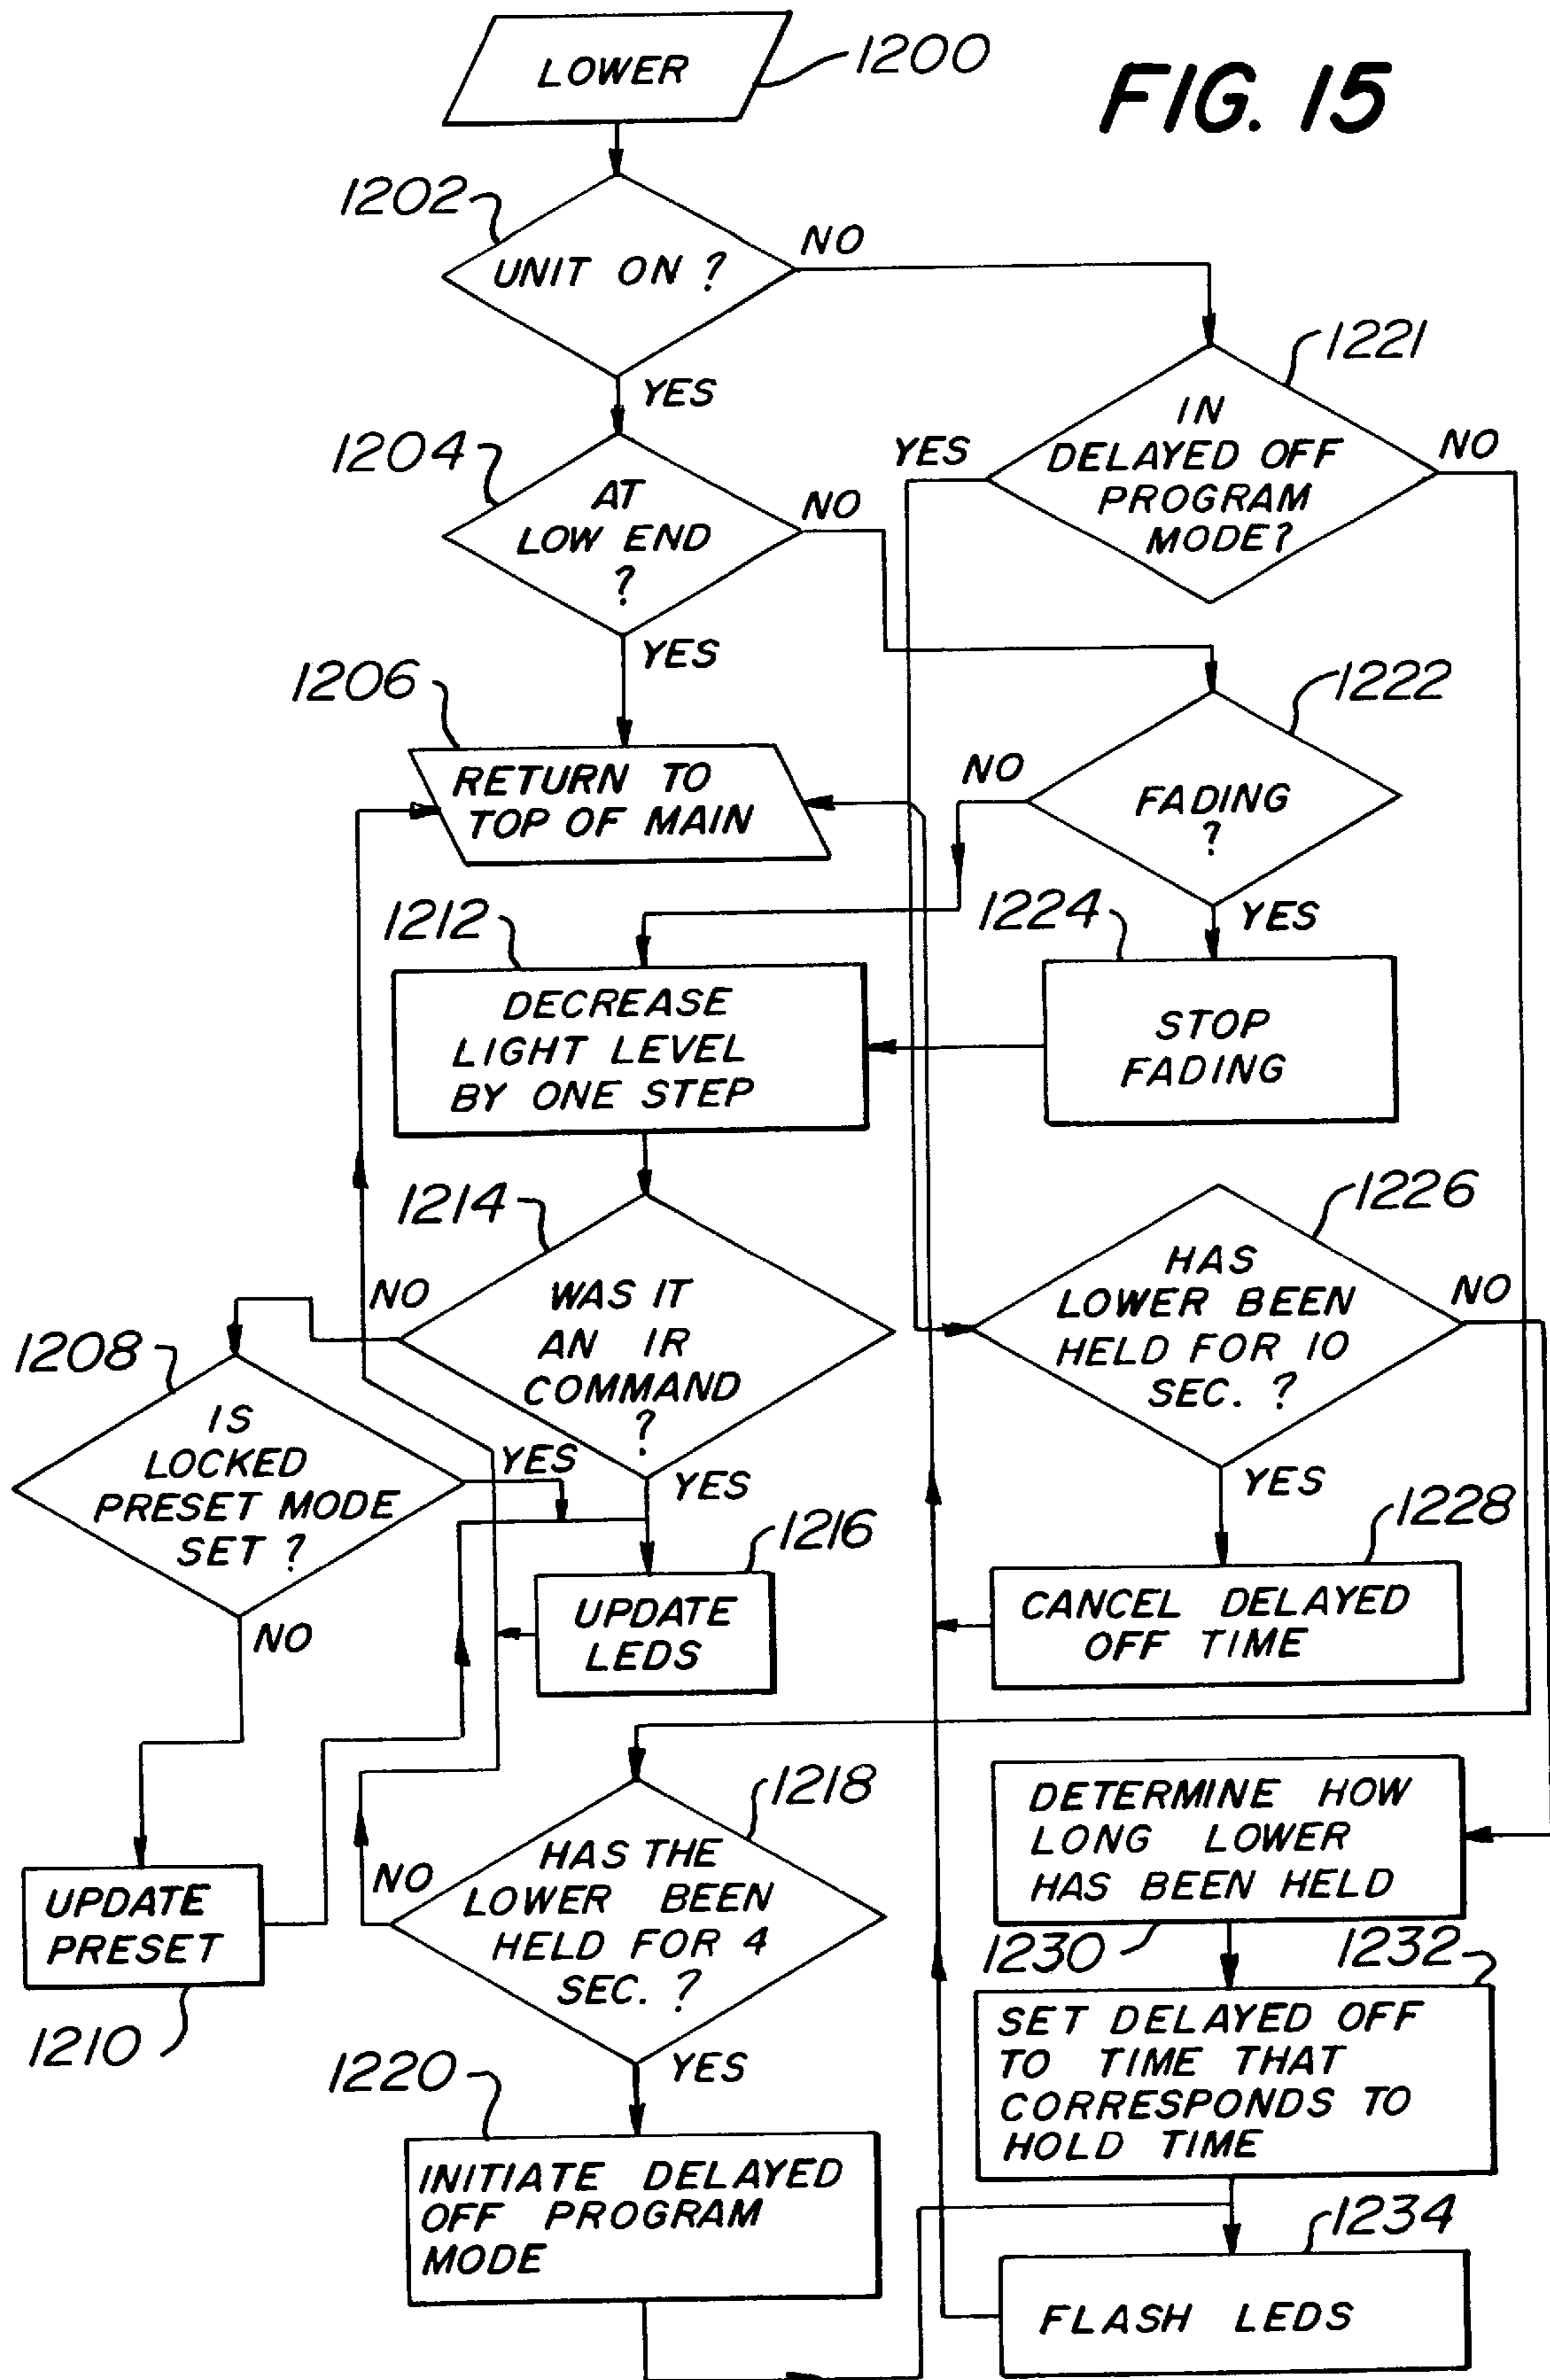 LOWER
1200
FIG. 15
1202
UNIT ON ?
NO
YES
1221
IN
DELAYED OFF
PROGRAM
MODE?
YES
NO
1204
AT
LOW END
?
NO
YES
1206
RETURN TO
TOP OF MAIN
1222
FADING
?
NO
YES
1212
DECREASE
LIGHT LEVEL
BY ONE STEP
1224
STOP
FADING
1214
WAS IT
AN IR
COMMAND
?
NO
YES
1226
HAS
LOWER BEEN
HELD FOR 10
SEC. ?
NO
YES
1208
IS
LOCKED
PRESET MODE
SET ?
YES
NO
1216
UPDATE
LEDS
1228
CANCEL DELAYED
OFF TIME
1218
HAS THE
LOWER BEEN
HELD FOR 4
SEC. ?
NO
YES
DETERMINE HOW
LONG LOWER
HAS BEEN HELD
1230
UPDATE
PRESET
1210
1232
SET DELAYED OFF
TO TIME THAT
CORRESPONDS TO
HOLD TIME
1220
INITIATE DELAYED
OFF PROGRAM
MODE
1234
FLASH LEDS